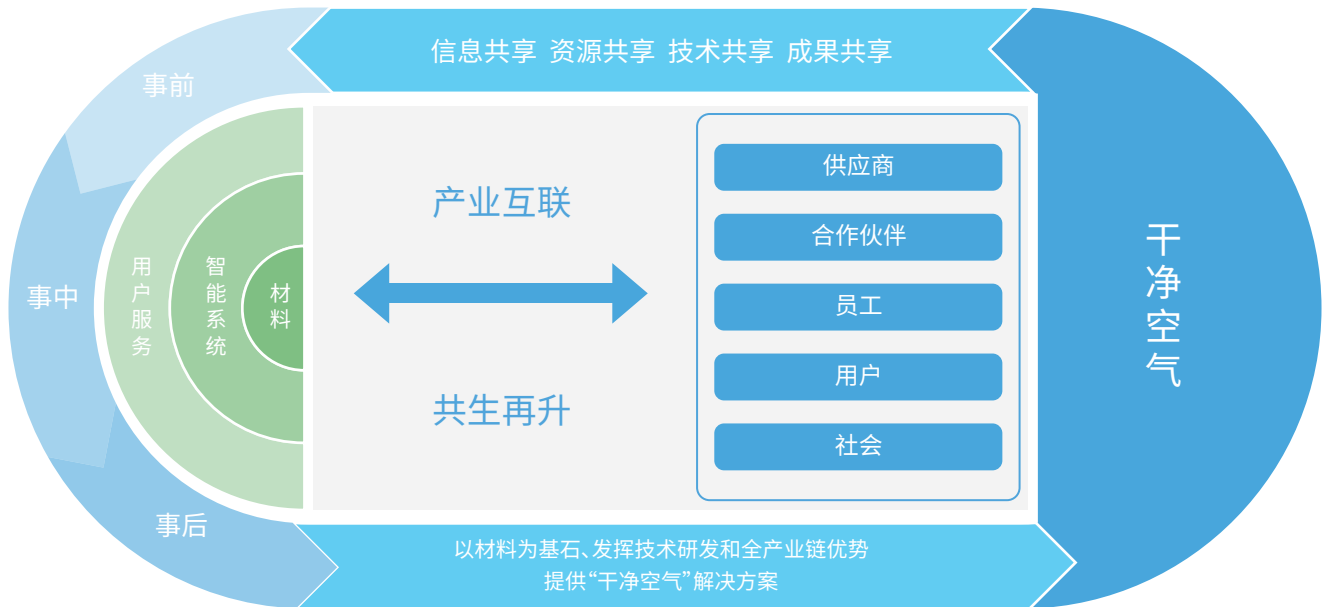 信息共享 资源共享 技术共享 成果共享
事前
事中
事后
用户服务
智能系统
材料
产业互联
共生再升
供应商
合作伙伴
员工
用户
社会
干净空气
以材料为基石、发挥技术研发和全产业链优势
提供“干净空气”解决方案